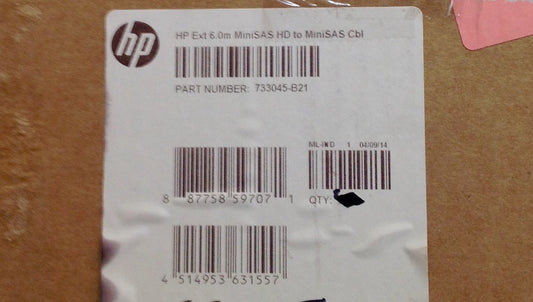 hp
HP Ext 6.0m MiniSAS HD to MiniSAS Cbl
PART NUMBER: 733045-B21
ML-IND 1 04/09/14
8 87758 59707 1
QTY:
4 514953 631557